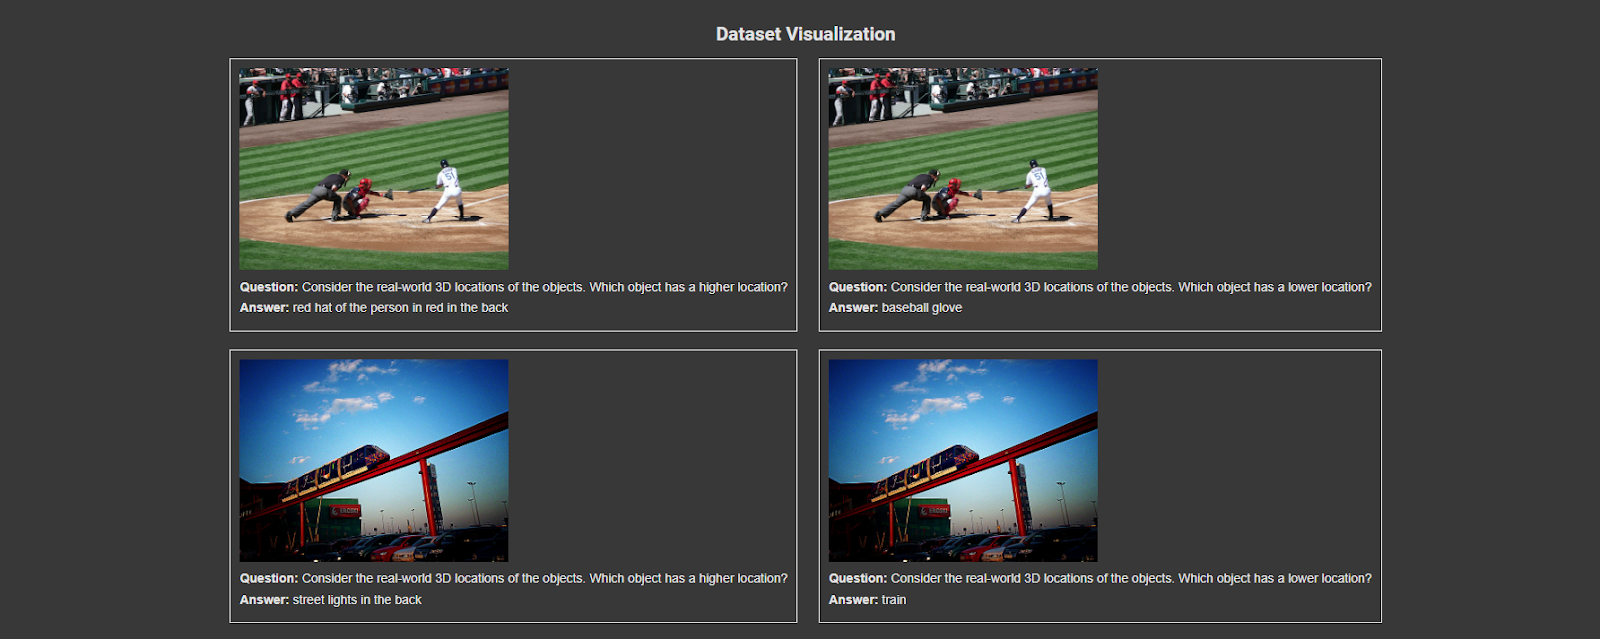 Dataset Visualization
51
51
Question: Consider the real-world 3D locations of the objects. Which object has a higher location?
Answer: red hat of the person in red in the back
Question: Consider the real-world 3D locations of the objects. Which object has a lower location?
Answer: baseball glove
Question: Consider the real-world 3D locations of the objects. Which object has a higher location?
Answer: street lights in the back
Question: Consider the real-world 3D locations of the objects. Which object has a lower location?
Answer: train